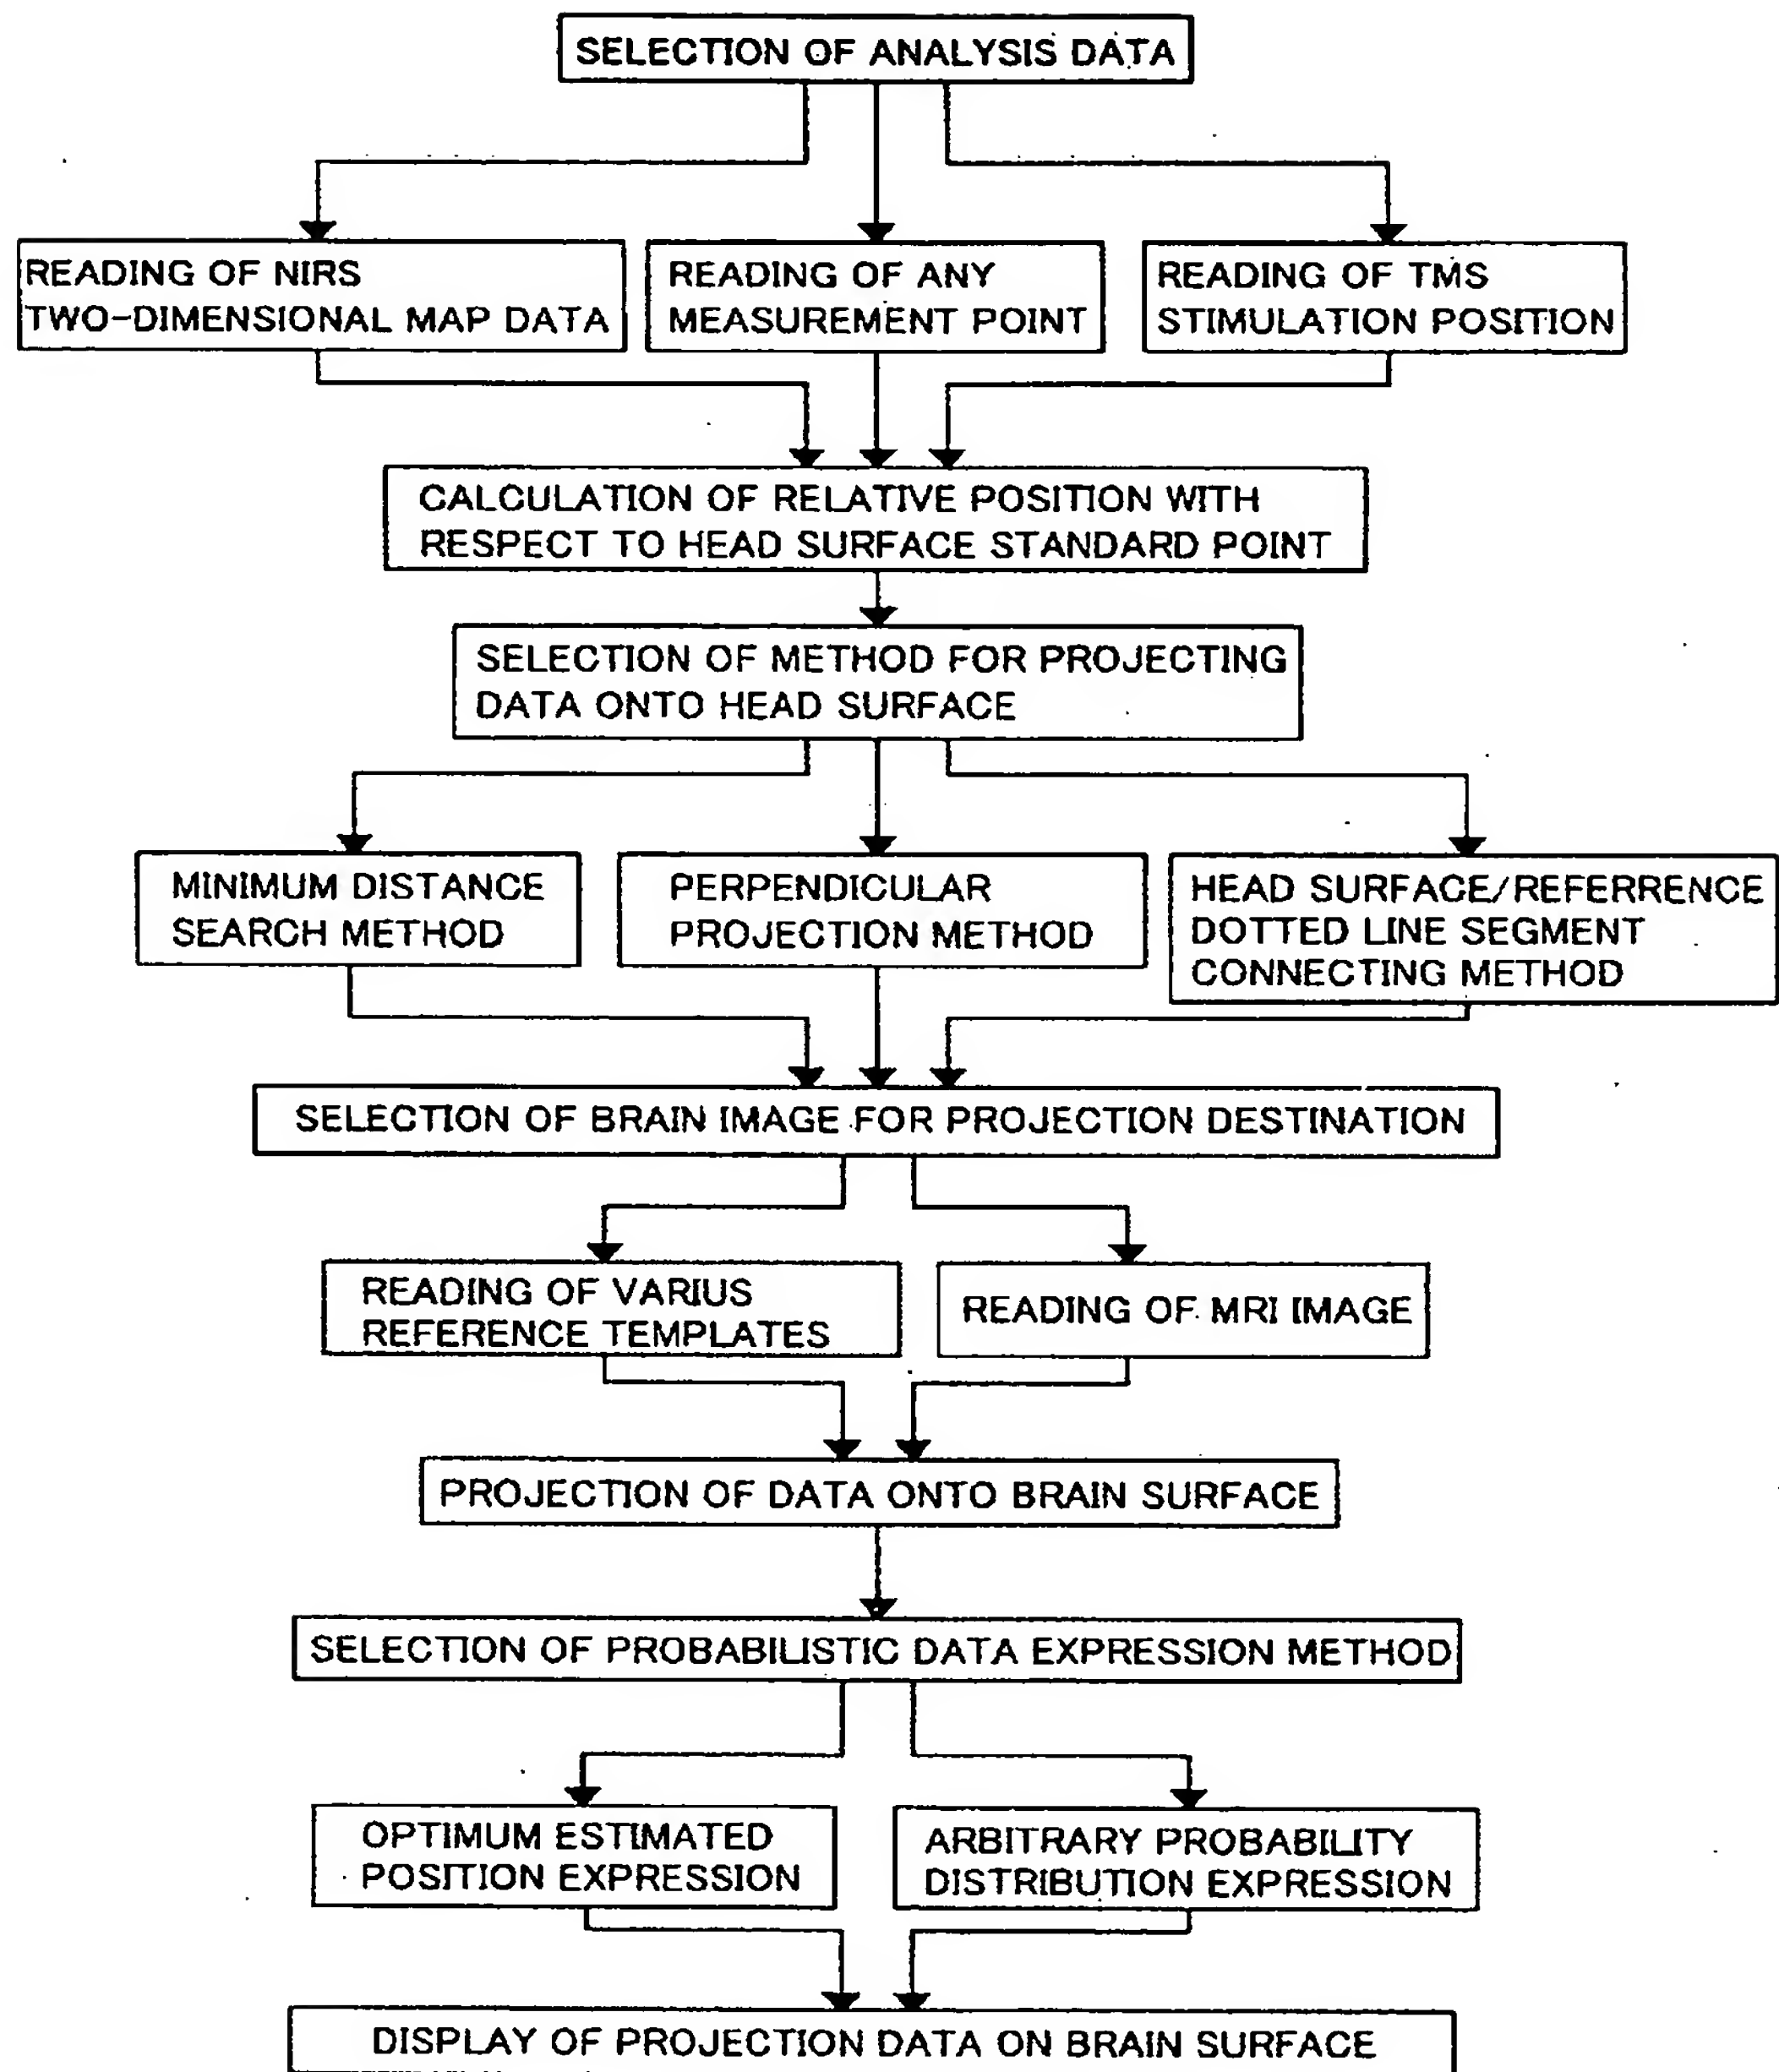 SELECTION OF ANALYSIS DATA
READING OF NIRS
TWO-DIMENSIONAL MAP DATA
READING OF ANY
MEASUREMENT POINT
READING OF TMS
STIMULATION POSITION
CALCULATION OF RELATIVE POSITION WITH
RESPECT TO HEAD SURFACE STANDARD POINT
SELECTION OF METHOD FOR PROJECTING
DATA ONTO HEAD SURFACE
MINIMUM DISTANCE
SEARCH METHOD
PERPENDICULAR
PROJECTION METHOD
HEAD SURFACE/REFERRENCE
DOTTED LINE SEGMENT
CONNECTING METHOD
SELECTION OF BRAIN IMAGE FOR PROJECTION DESTINATION
READING OF VARIUS
REFERENCE TEMPLATES
READING OF MRI IMAGE
PROJECTION OF DATA ONTO BRAIN SURFACE
SELECTION OF PROBABILISTIC DATA EXPRESSION METHOD
OPTIMUM ESTIMATED
POSITION EXPRESSION
ARBITRARY PROBABILITY
DISTRIBUTION EXPRESSION
DISPLAY OF PROJECTION DATA ON BRAIN SURFACE